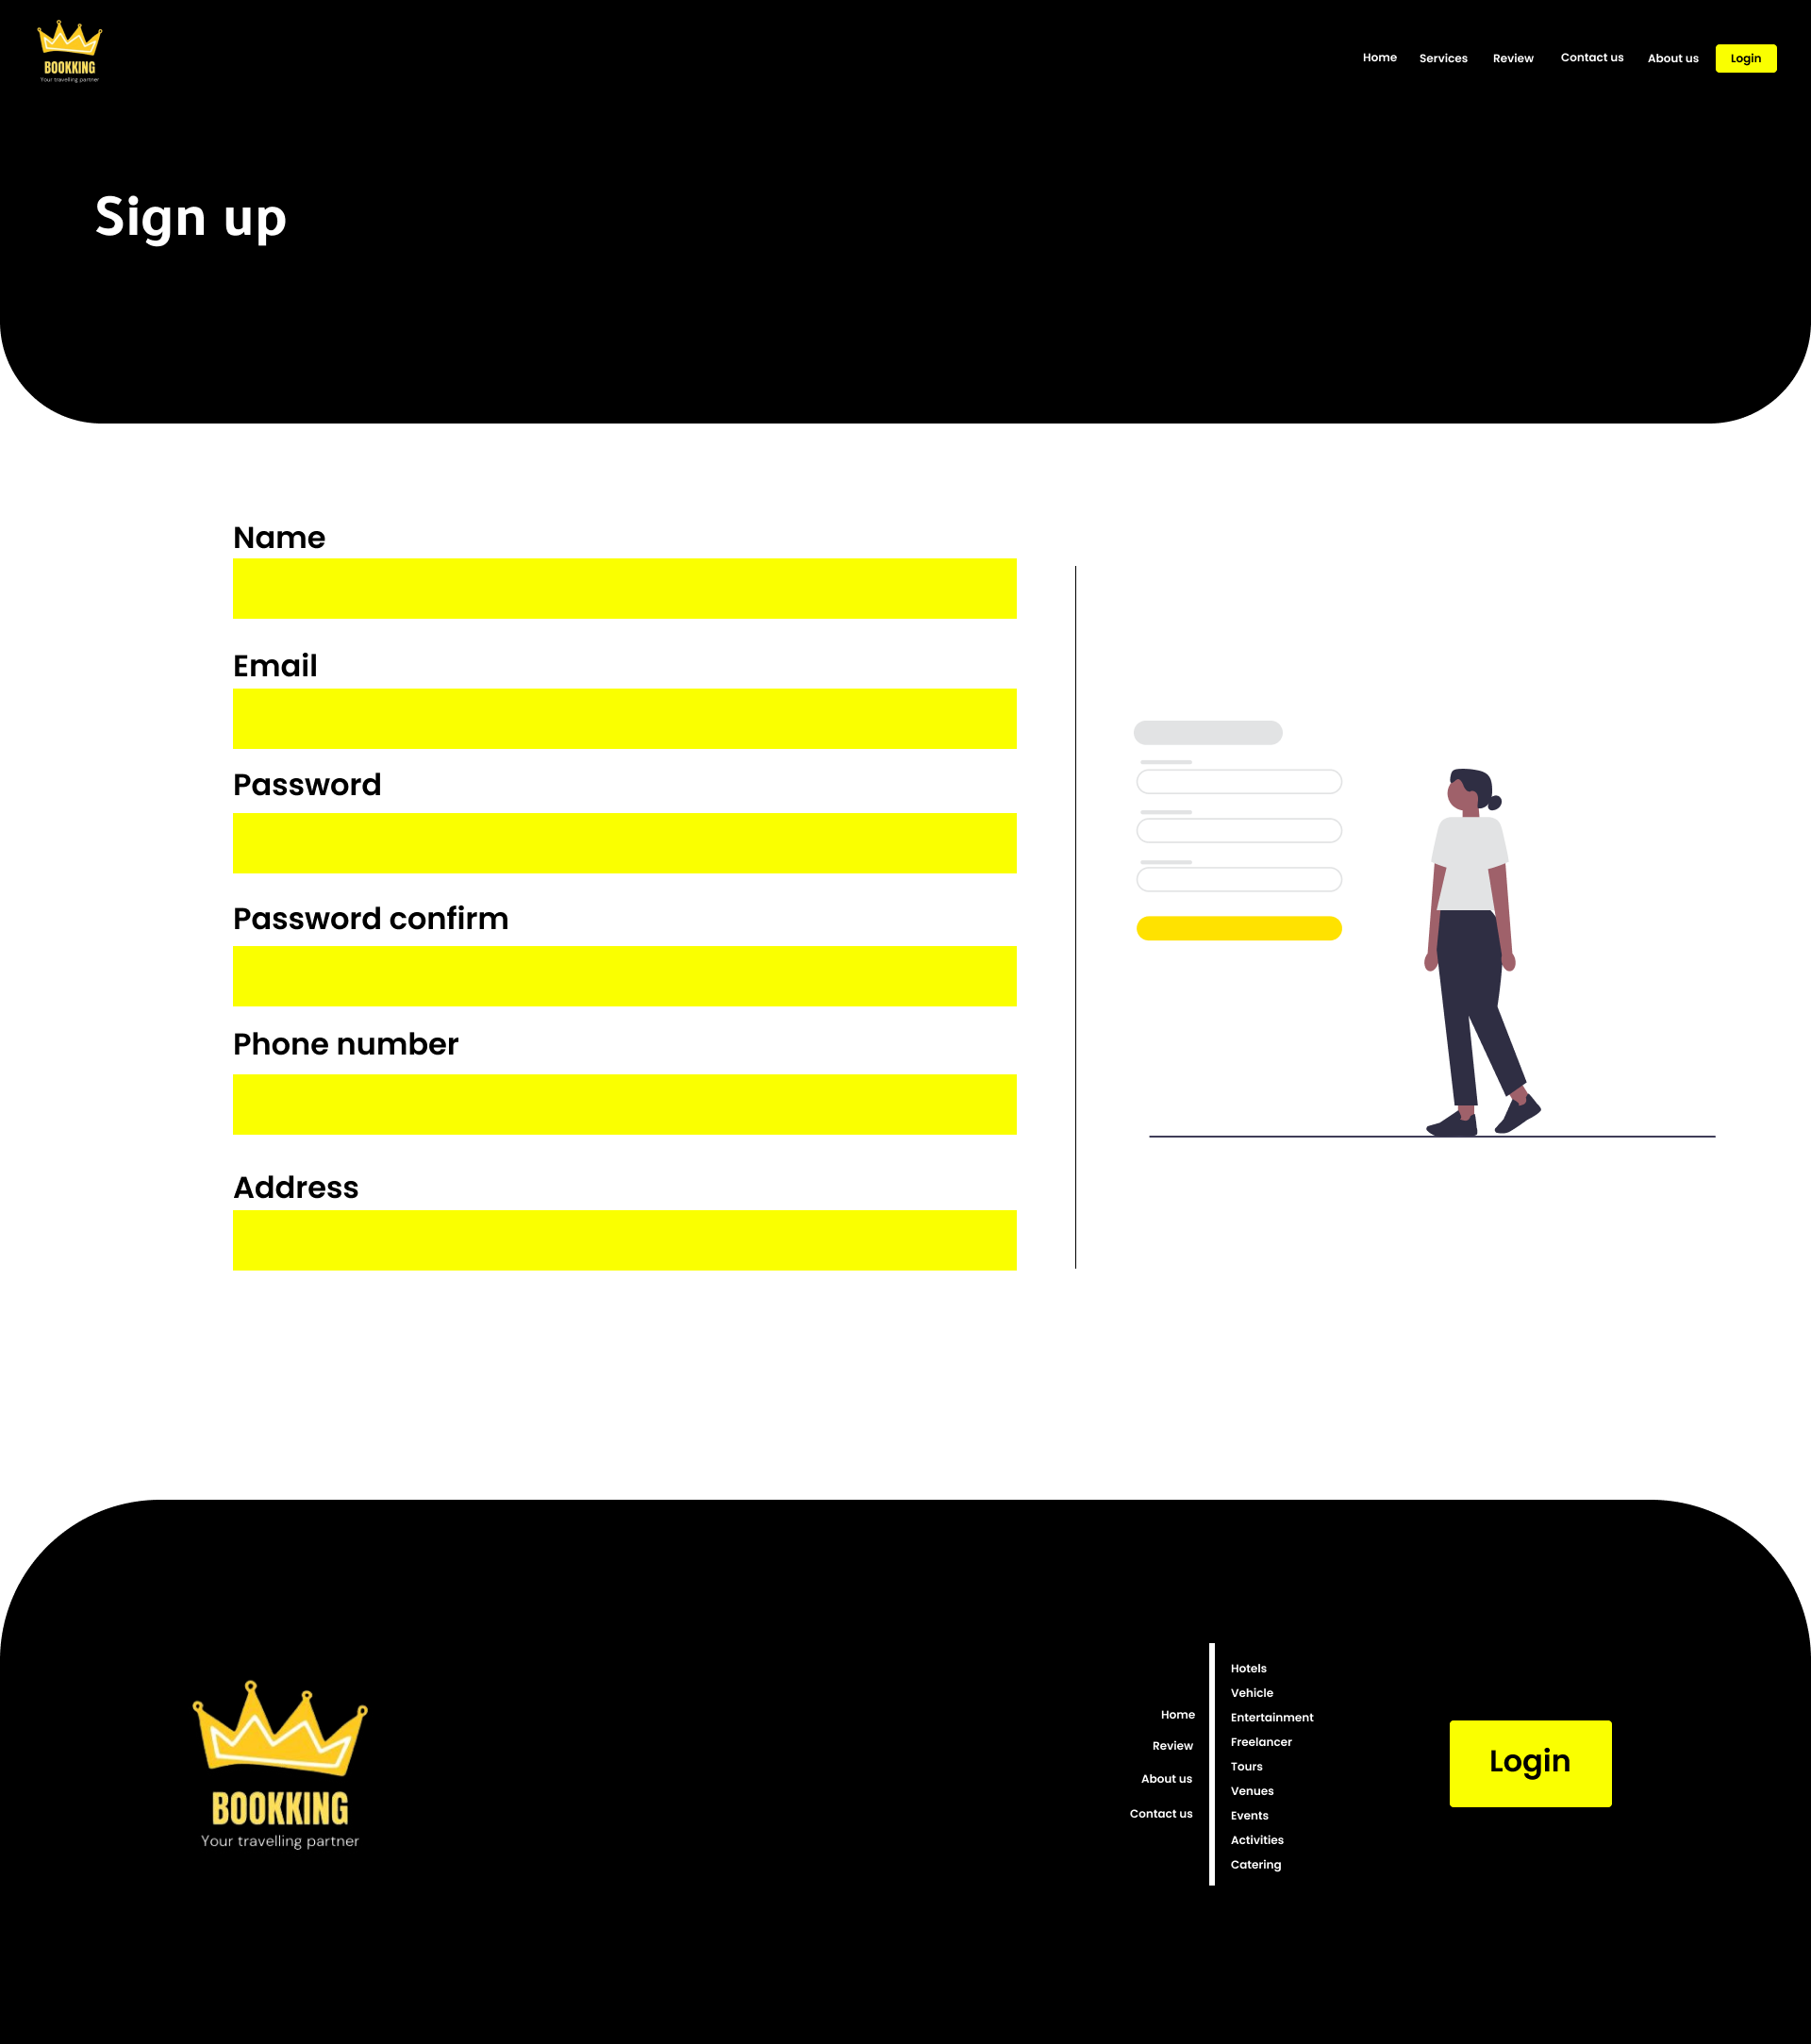 BOOKKING
Your travelling partner
Home Services Review Contact us About us Login
Sign up
Name
Email
Password
Password confirm
Phone number
Address
BOOKKING
Your travelling partner
Home
Review
About us
Contact us
Hotels
Vehicle
Entertainment
Freelancer
Tours
Venues
Events
Activities
Catering
Login